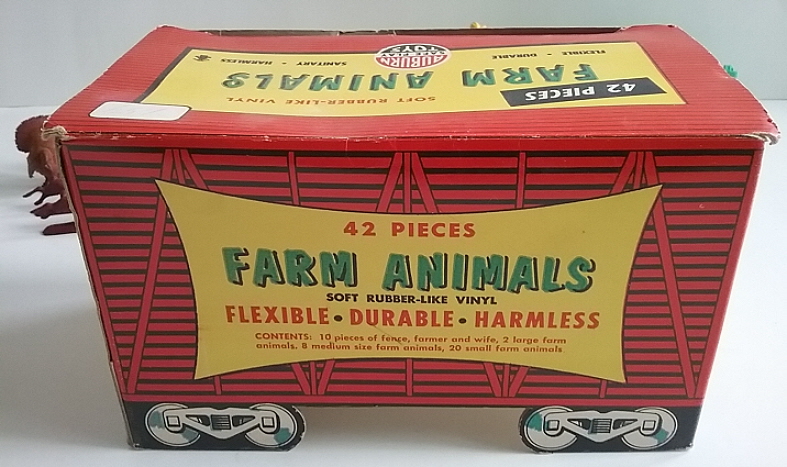 FLEXIBLE • DURABLE • SANITARY • HARMLESS
AUBURN
SAFE PLAY
TOYS
FARM ANIMALS
42 PIECES
SOFT RUBBER-LIKE VINYL
42 PIECES
FARM ANIMALS
SOFT RUBBER-LIKE VINYL
FLEXIBLE • DURABLE • HARMLESS
CONTENTS: 10 pieces of fence, farmer and wife, 2 large farm
animals, 8 medium size farm animals, 20 small farm animals